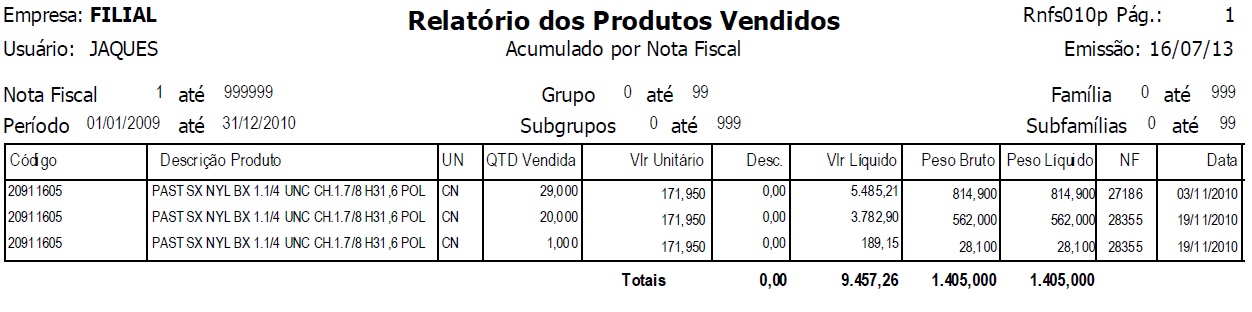 Empresa: FILIAL Relatório dos Produtos Vendidos Rnfs010p Pág.: 1
Usuário: JAQUES Acumulado por Nota Fiscal Emissão: 16/07/13
Nota Fiscal 1 até 999999 Grupo 0 até 99 Família 0 até 999
Período 01/01/2009 até 31/12/2010 Subgrupos 0 até 999 Subfamílias 0 até 99
Código Descrição Produto UN QTD Vendida Vlr Unitário Desc. Vlr Líquido Peso Bruto Peso Líquido NF Data
20911605 PAST SX NYL BX 1.1/4 UNC CH.1.7/8 H31,6 POL CN 29,000 171,950 0,00 5.485,21 814,900 814,900 27186 03/11/2010
20911605 PAST SX NYL BX 1.1/4 UNC CH.1.7/8 H31,6 POL CN 20,000 171,950 0,00 3.782,90 562,000 562,000 28355 19/11/2010
20911605 PAST SX NYL BX 1.1/4 UNC CH.1.7/8 H31,6 POL CN 1,000 171,950 0,00 189,15 28,100 28,100 28355 19/11/2010
Totais 0,00 9.457,26 1.405,000 1.405,000